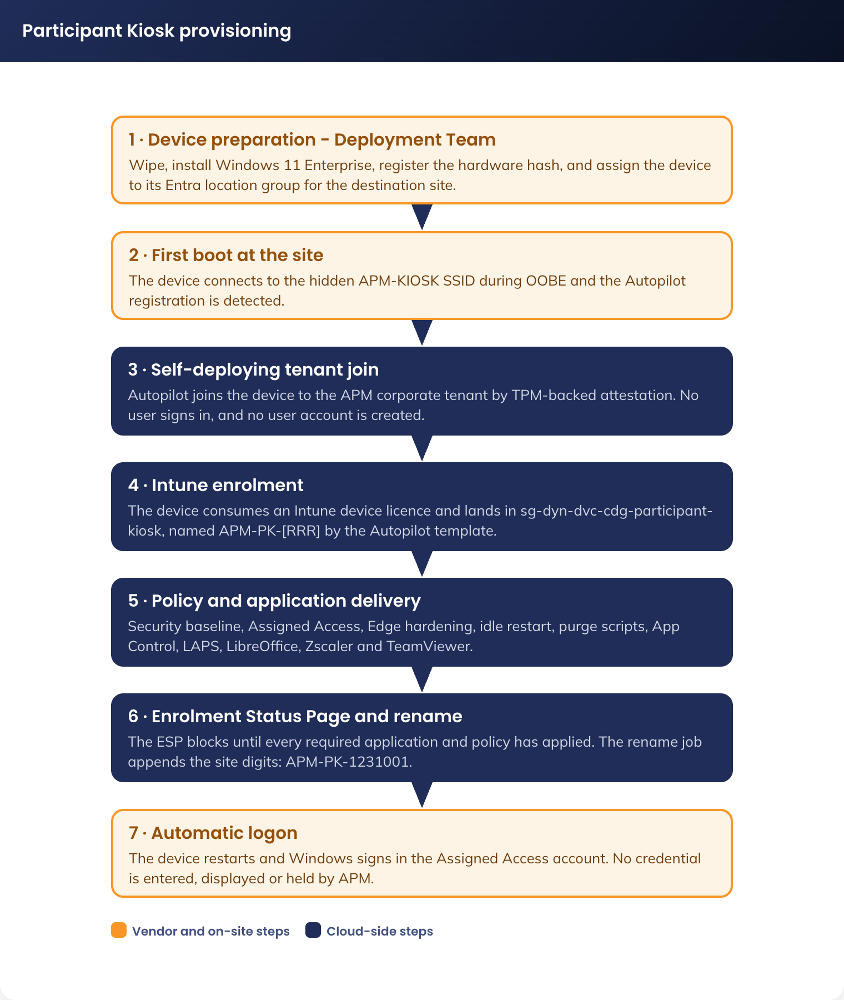 Participant Kiosk provisioning
1 · Device preparation - Deployment Team
Wipe, install Windows 11 Enterprise, register the hardware hash, and assign the device
to its Entra location group for the destination site.
2 · First boot at the site
The device connects to the hidden APM-KIOSK SSID during OOBE and the Autopilot
registration is detected.
3 · Self-deploying tenant join
Autopilot joins the device to the APM corporate tenant by TPM-backed attestation. No
user signs in, and no user account is created.
4 · Intune enrolment
The device consumes an Intune device licence and lands in sg-dyn-dvc-cdg-participant-
kiosk, named APM-PK-[RRR] by the Autopilot template.
5 · Policy and application delivery
Security baseline, Assigned Access, Edge hardening, idle restart, purge scripts, App
Control, LAPS, LibreOffice, Zscaler and TeamViewer.
6 · Enrolment Status Page and rename
The ESP blocks until every required application and policy has applied. The rename job
appends the site digits: APM-PK-1231001.
7 · Automatic logon
The device restarts and Windows signs in the Assigned Access account. No credential
is entered, displayed or held by APM.
Vendor and on-site steps
Cloud-side steps